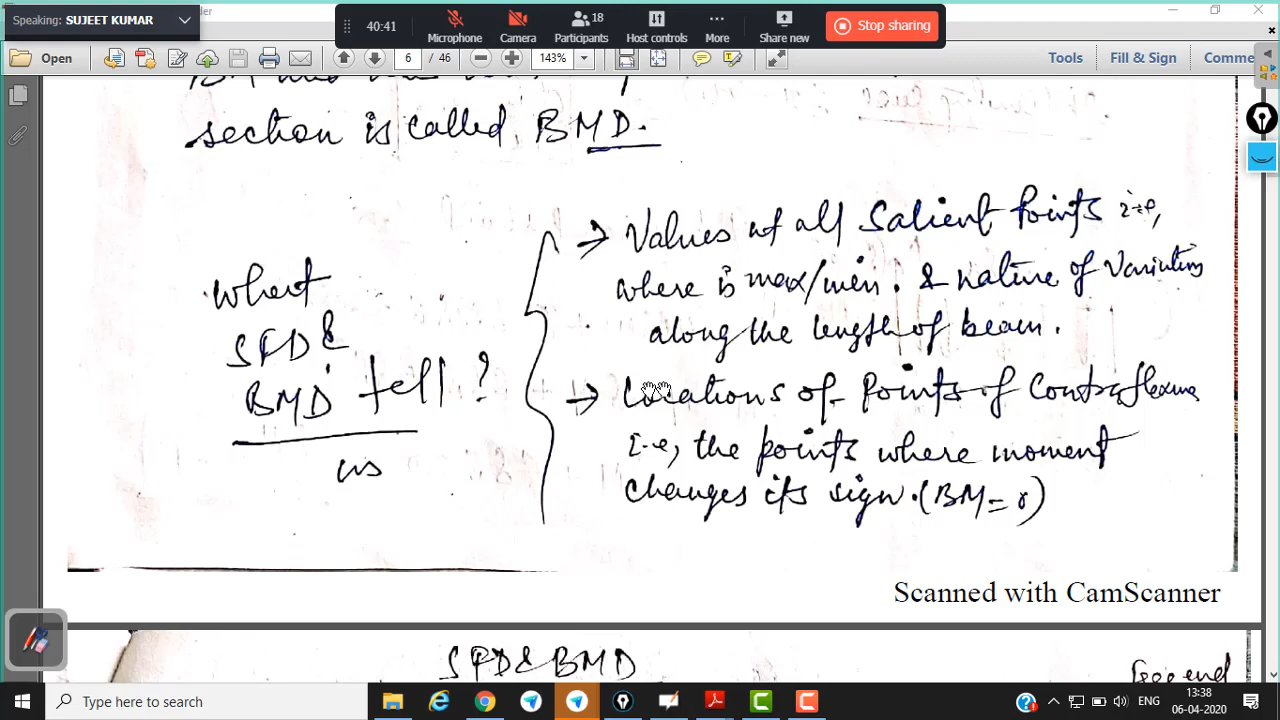 Speaking: SUJEET KUMAR
40:41
Microphone
Camera
18
Participants
Host controls
More
Share new
Stop sharing
Open
6 / 46
143%
Tools
Fill & Sign
Comme
section is called BMD.
→ Values at all Salient Points i.e,
where is max/min. & nature of Variation
along the length of beam.
What
SFD &
BMD tell ?
us
→ Locations of Points of Contraflexure
i.e, the points where moment
changes its sign. (BM = 0)
Scanned with CamScanner
SFD & BMD
Type here to search
ENG
13:38
06-04-2020